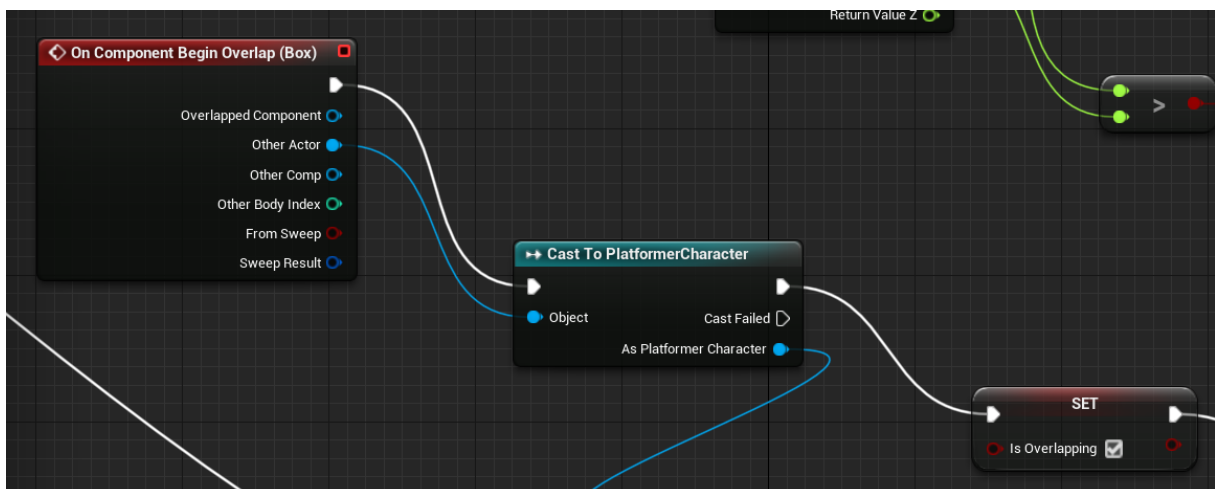 Return Value Z
On Component Begin Overlap (Box)
Overlapped Component
Other Actor
Other Comp
Other Body Index
From Sweep
Sweep Result
>
Cast To PlatformerCharacter
Object
Cast Failed
As Platformer Character
SET
Is Overlapping